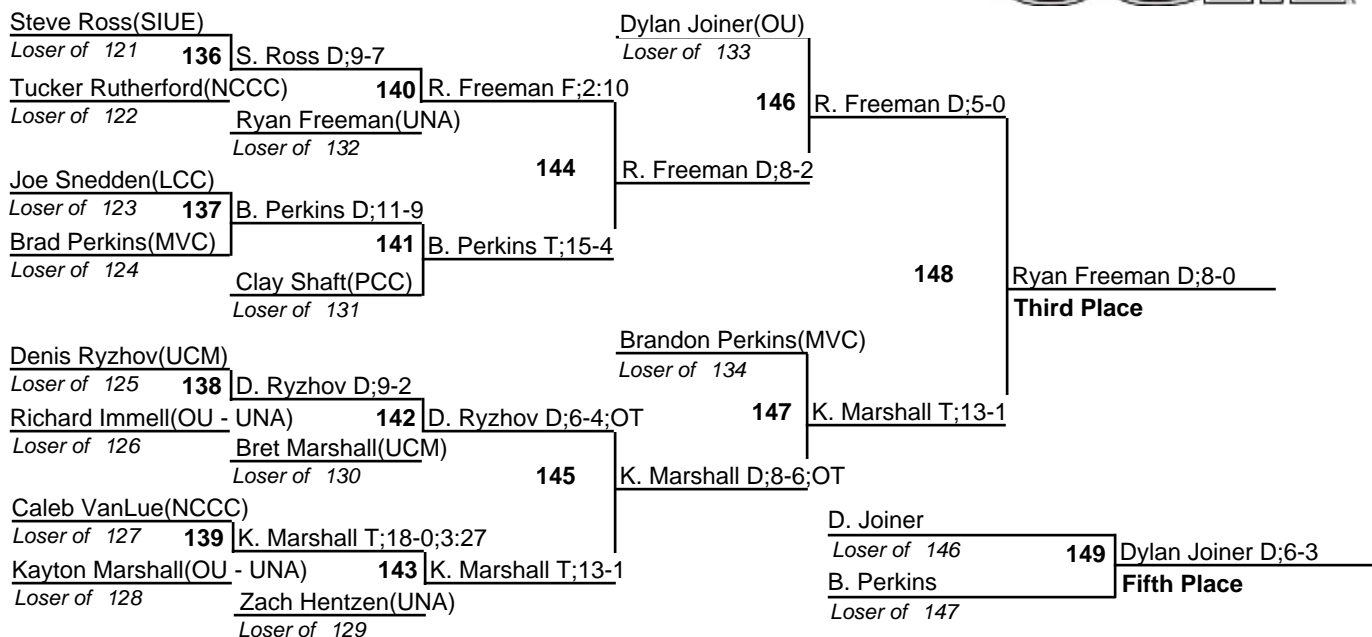 Steve Ross(SIUE)
Loser of 121
136
S. Ross D;9-7
Tucker Rutherford(NCCC)
Loser of 122
140
R. Freeman F;2:10
Ryan Freeman(UNA)
Loser of 132
Joe Snedden(LCC)
Loser of 123
137
B. Perkins D;11-9
Brad Perkins(MVC)
Loser of 124
141
B. Perkins T;15-4
Clay Shaft(PCC)
Loser of 131
144
R. Freeman D;8-2
Dylan Joiner(OU)
Loser of 133
146
R. Freeman D;5-0
Denis Ryzhov(UCM)
Loser of 125
138
D. Ryzhov D;9-2
Richard Immell(OU - UNA)
Loser of 126
142
D. Ryzhov D;6-4;OT
Bret Marshall(UCM)
Loser of 130
Caleb VanLue(NCCC)
Loser of 127
139
K. Marshall T;18-0;3:27
Kayton Marshall(OU - UNA)
Loser of 128
143
K. Marshall T;13-1
Zach Hentzen(UNA)
Loser of 129
145
K. Marshall D;8-6;OT
Brandon Perkins(MVC)
Loser of 134
147
K. Marshall T;13-1
148
Ryan Freeman D;8-0
Third Place
D. Joiner
Loser of 146
149
Dylan Joiner D;6-3
B. Perkins
Fifth Place
Loser of 147